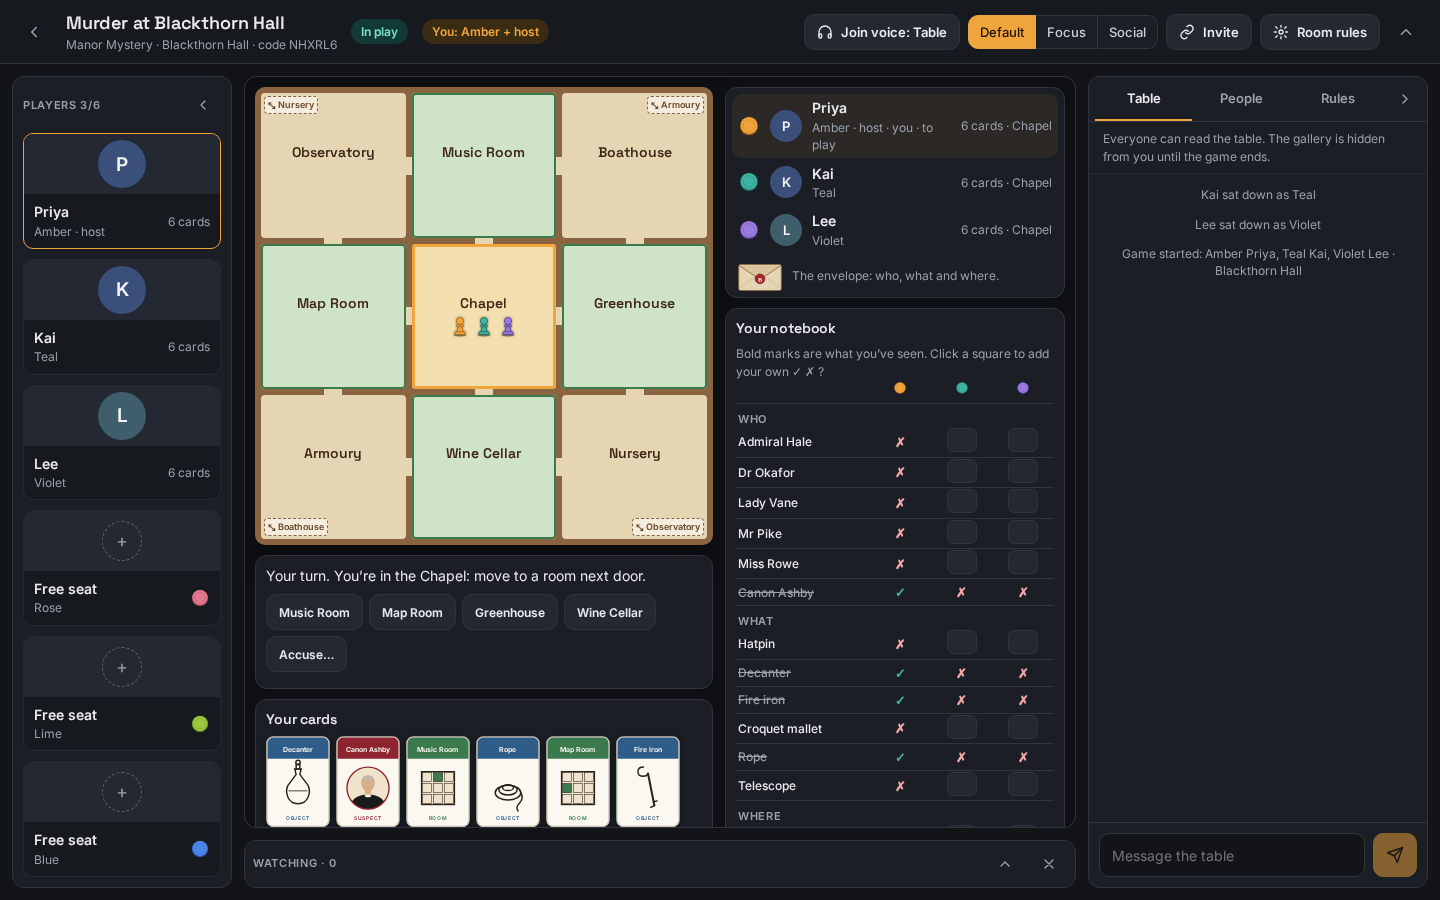 Murder at Blackthorn Hall
Manor Mystery · Blackthorn Hall · code NHXRL6
In play
You: Amber + host
Join voice: Table
Default
Focus
Social
Invite
Room rules
PLAYERS 3/6
P
Priya
Amber · host
6 cards
K
Kai
Teal
6 cards
L
Lee
Violet
6 cards
+
Free seat
Rose
+
Free seat
Lime
+
Free seat
Blue
Nursery
Observatory
Music Room
Armoury
Boathouse
Map Room
Chapel
Greenhouse
Armoury
Boathouse
Wine Cellar
Nursery
Observatory
Your turn. You’re in the Chapel: move to a room next door.
Music Room
Map Room
Greenhouse
Wine Cellar
Accuse…
Your cards
Decanter
OBJECT
Canon Ashby
SUSPECT
Music Room
ROOM
Rope
OBJECT
Map Room
ROOM
Fire iron
OBJECT
P
Priya
Amber · host · you · to
play
6 cards · Chapel
K
Kai
Teal
6 cards · Chapel
L
Lee
Violet
6 cards · Chapel
The envelope: who, what and where.
Your notebook
Bold marks are what you’ve seen. Click a square to add
your own ✓ ✗ ?
WHO
Admiral Hale ✗
Dr Okafor ✗
Lady Vane ✗
Mr Pike ✗
Miss Rowe ✗
Canon Ashby ✓ ✗ ✗
WHAT
Hatpin ✗
Decanter ✓ ✗ ✗
Fire iron ✓ ✗ ✗
Croquet mallet ✗
Rope ✓ ✗ ✗
Telescope ✗
WHERE
WATCHING · 0
Table
People
Rules
Everyone can read the table. The gallery is hidden
from you until the game ends.
Kai sat down as Teal
Lee sat down as Violet
Game started: Amber Priya, Teal Kai, Violet Lee ·
Blackthorn Hall
Message the table